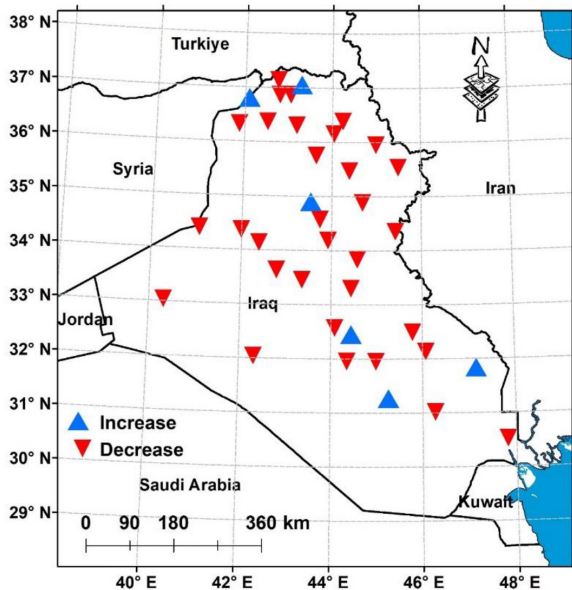 38° N
37° N
36° N
35° N
34° N
33° N
32° N
31° N
30° N
29° N
Turkiye
N
Syria
Iran
Iraq
Jordan
Increase
Decrease
Saudi Arabia
Kuwait
0 90 180 360 km
40° E 42° E 44° E 46° E 48° E